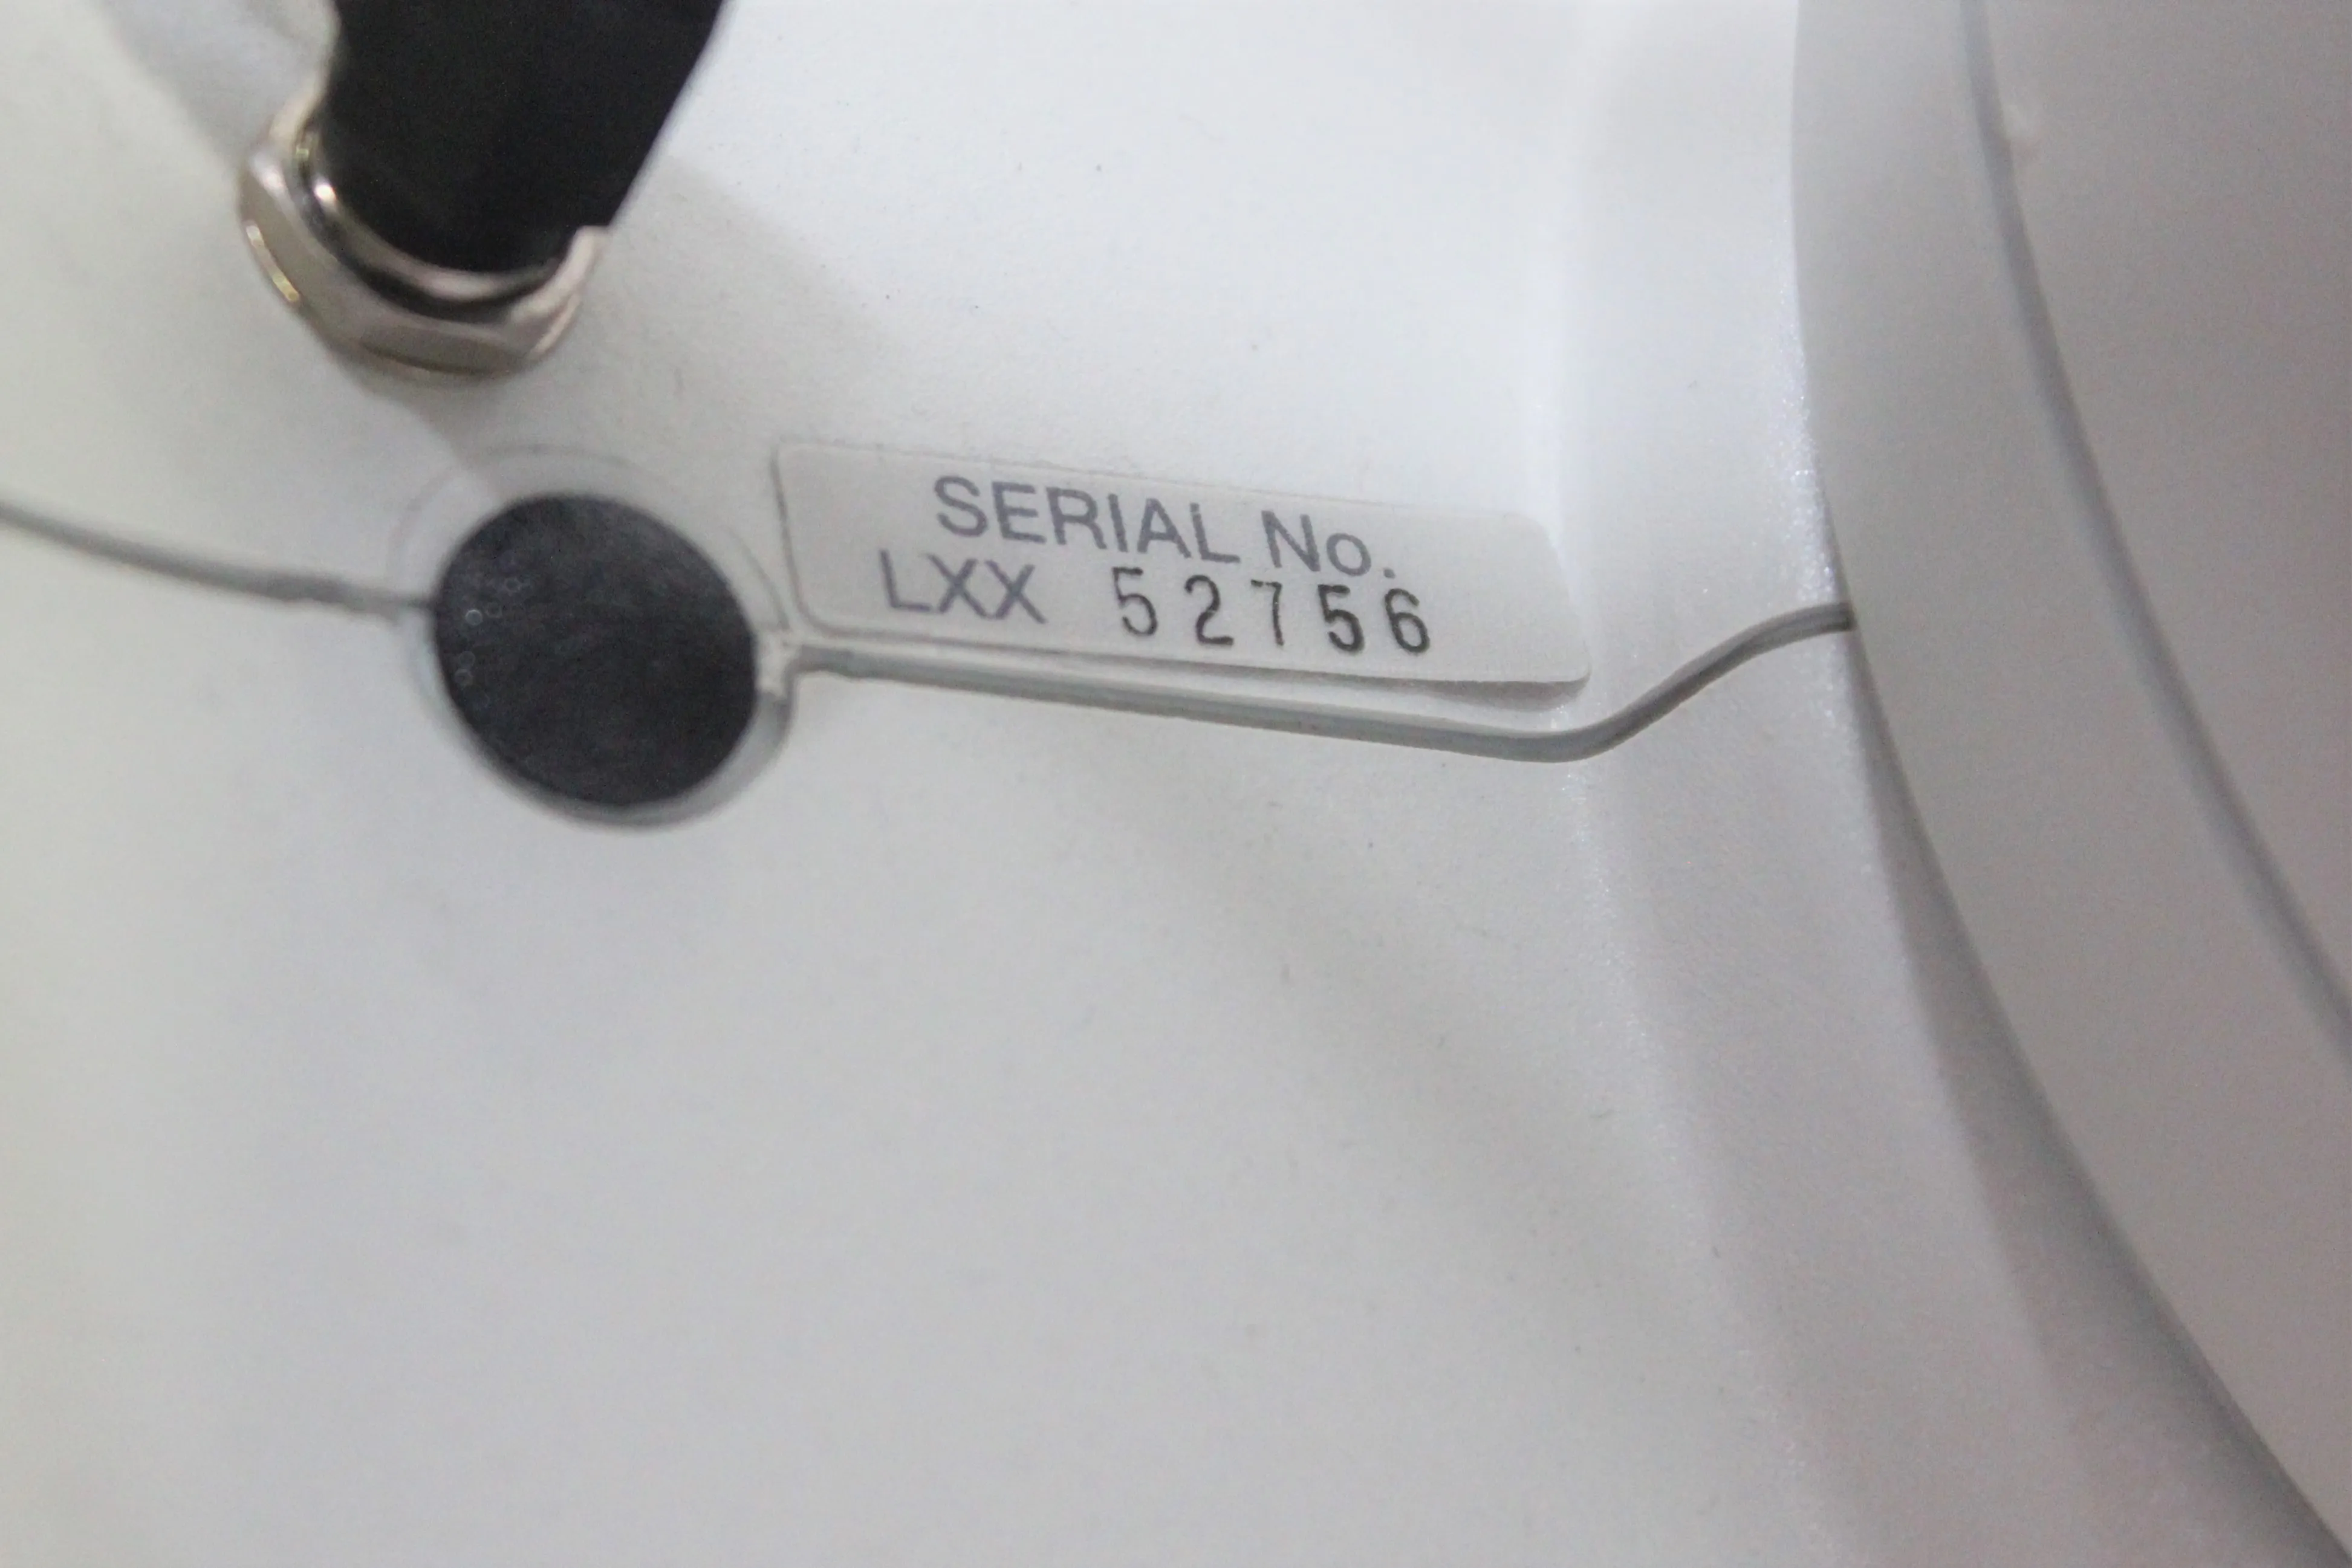 SERIAL No.
LXX 52756